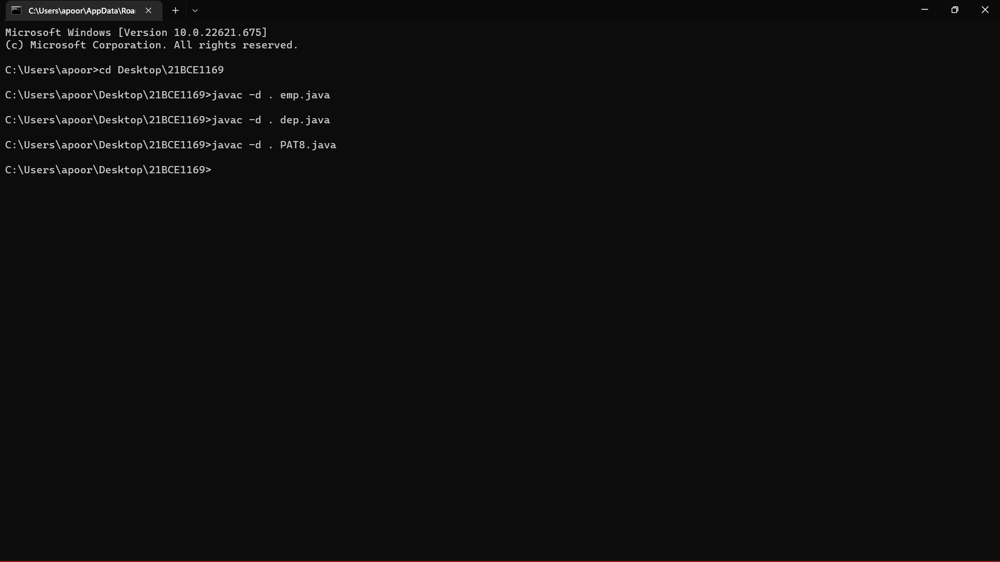 C:\Users\apoor\AppData\Roa
Microsoft Windows [Version 10.0.22621.675]
(c) Microsoft Corporation. All rights reserved.
C:\Users\apoor>cd Desktop\21BCE1169
C:\Users\apoor\Desktop\21BCE1169>javac -d . emp.java
C:\Users\apoor\Desktop\21BCE1169>javac -d . dep.java
C:\Users\apoor\Desktop\21BCE1169>javac -d . PAT8.java
C:\Users\apoor\Desktop\21BCE1169>